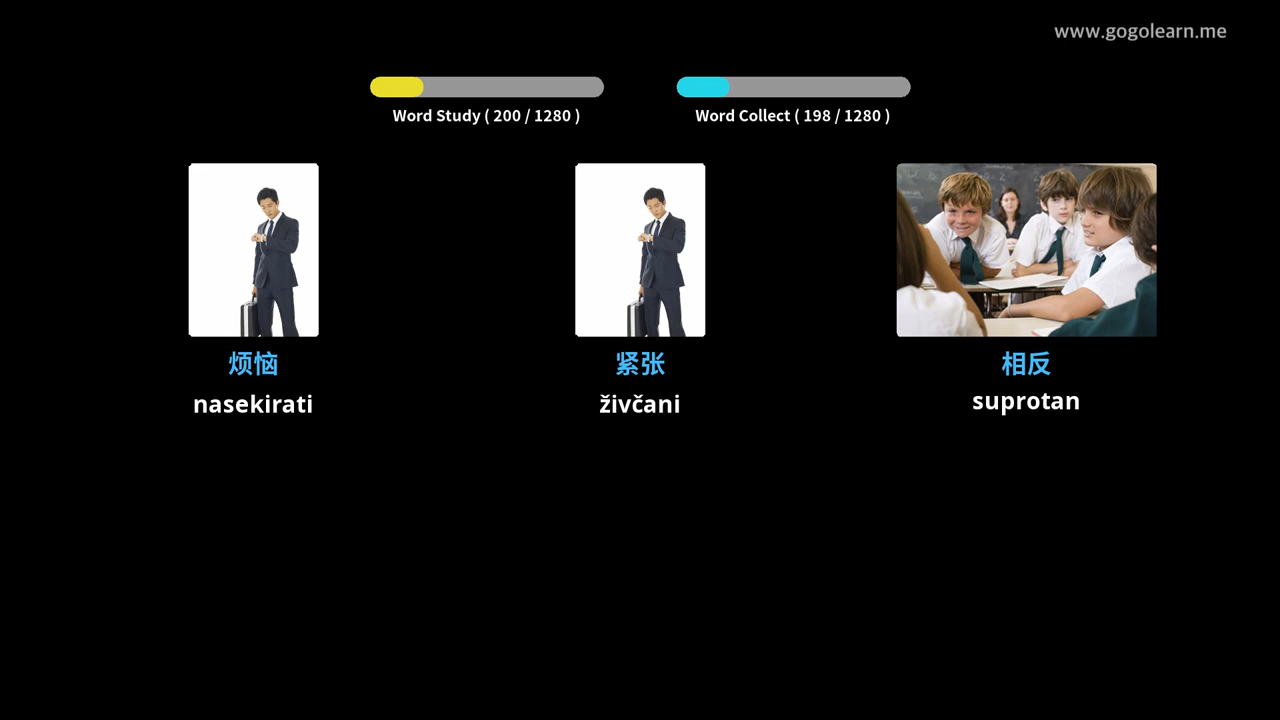 www.gogolearn.me
Word Study ( 200 / 1280 )
Word Collect ( 198 / 1280 )
烦恼
紧张
相反
nasekirati
živčani
suprotan